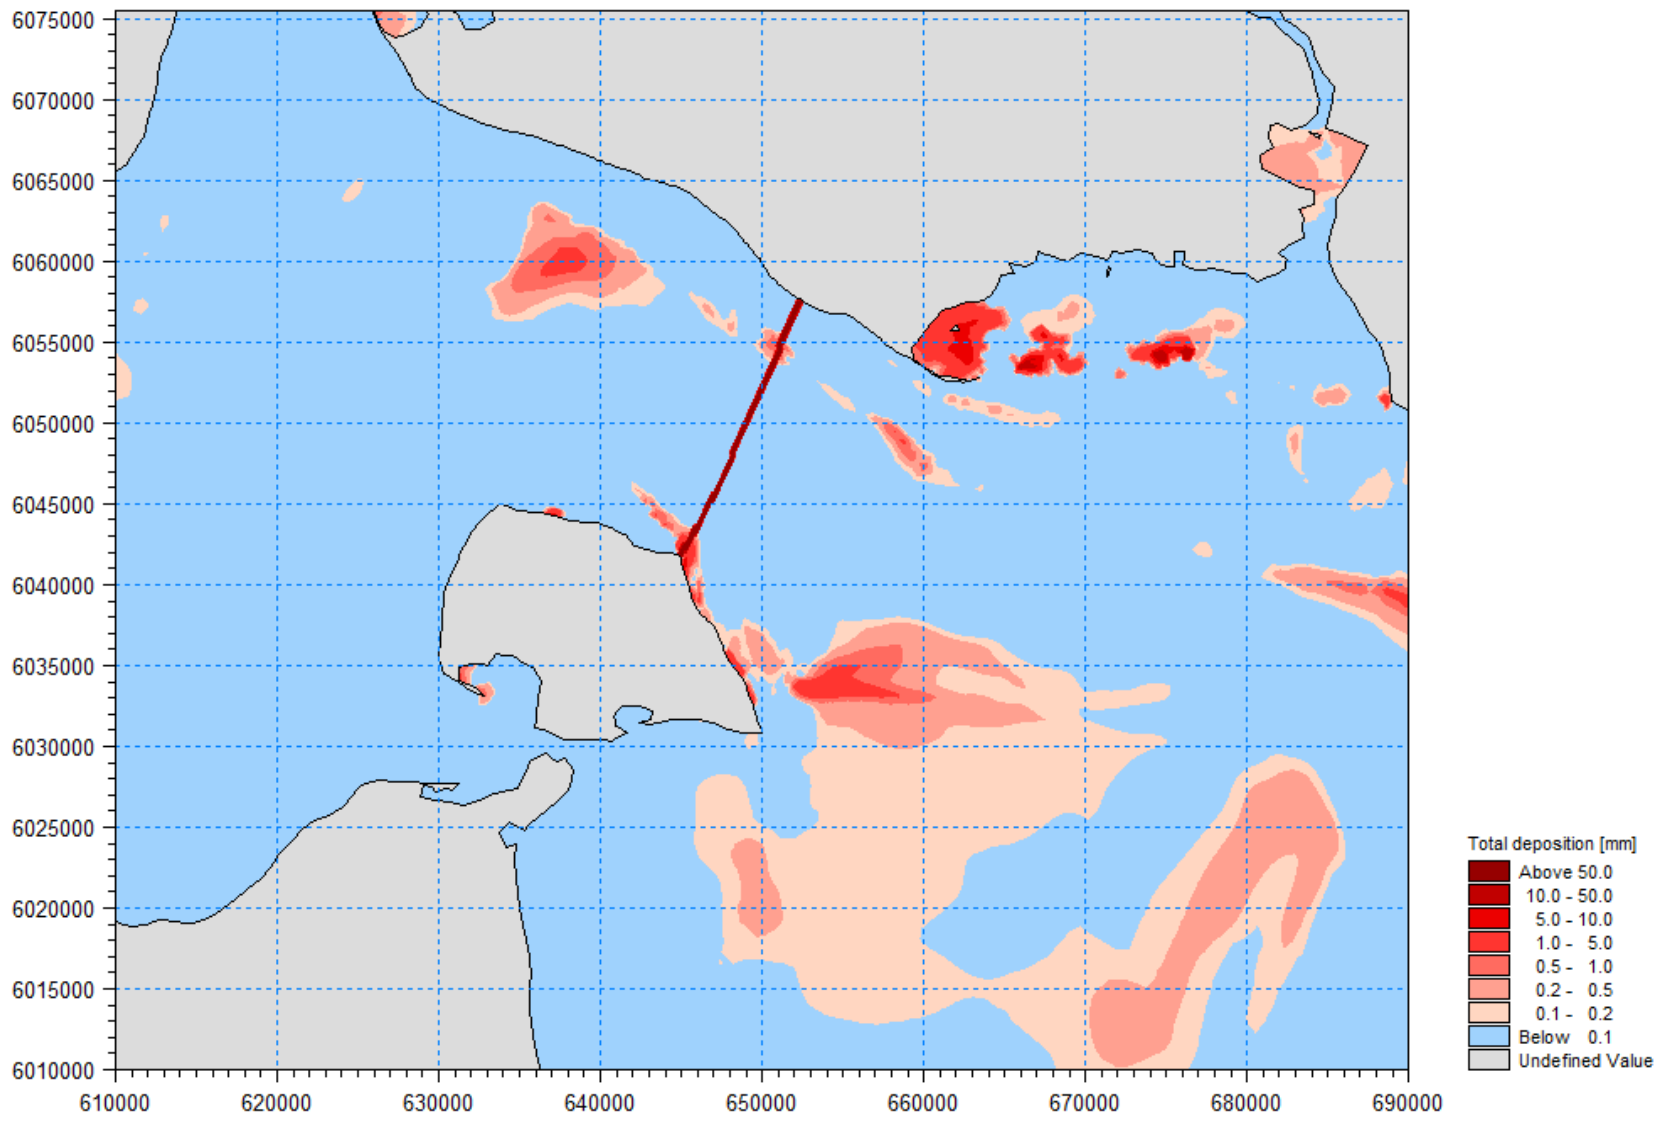 6075000
6070000
6065000
6060000
6055000
6050000
6045000
6040000
6035000
6030000
6025000
6020000
6015000
6010000
610000 620000 630000 640000 650000 660000 670000 680000 690000
Total deposition [mm]
Above 50.0
10.0 - 50.0
5.0 - 10.0
1.0 - 5.0
0.5 - 1.0
0.2 - 0.5
0.1 - 0.2
Below 0.1
Undefined Value